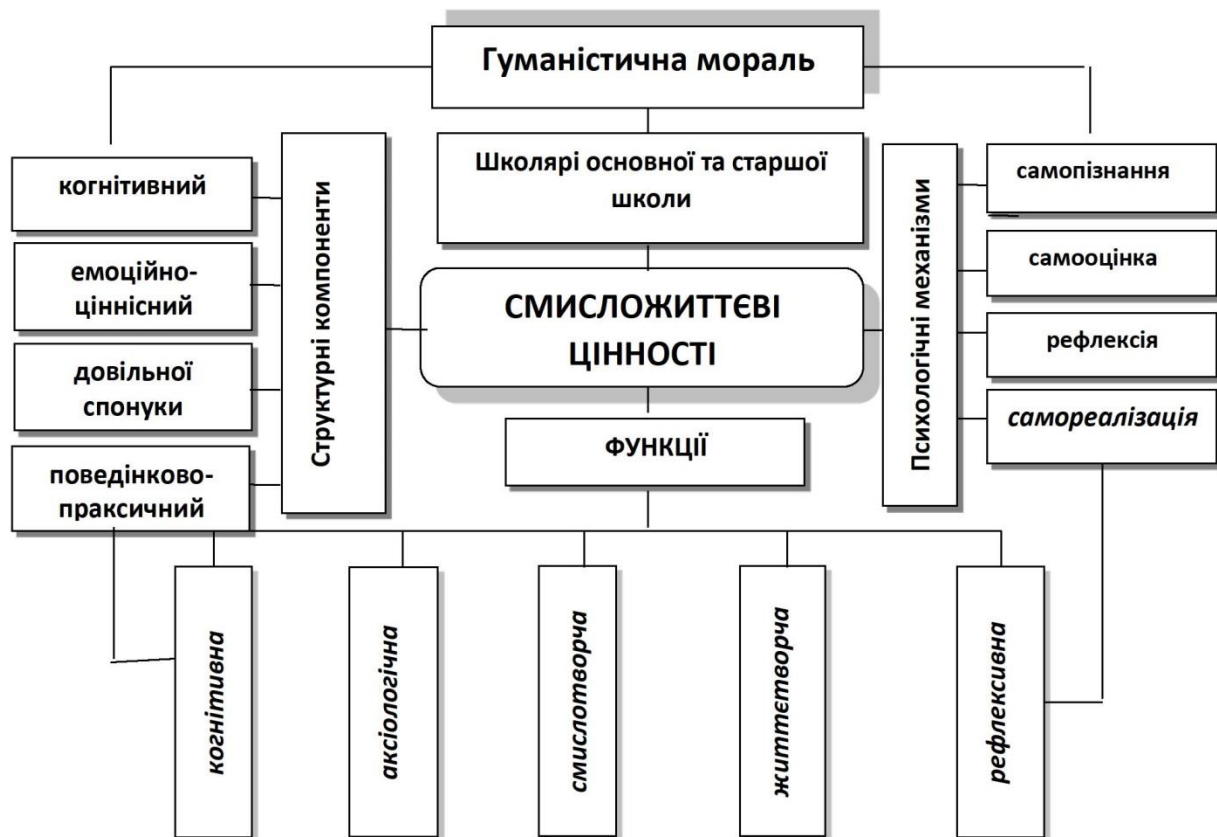 Гуманістична мораль
Школярі основної та старшої
школи
СМИСЛОЖИТТЄВІ
ЦІННОСТІ
ФУНКЦІЇ
Структурні компоненти
когнітивний
емоційно-
ціннісний
довільної
спонуки
поведінково-
праксичний
Психологічні механізми
самопізнання
самооцінка
рефлексія
самореалізація
когнітивна
аксіологічна
смислотворча
життєтворча
рефлексивна